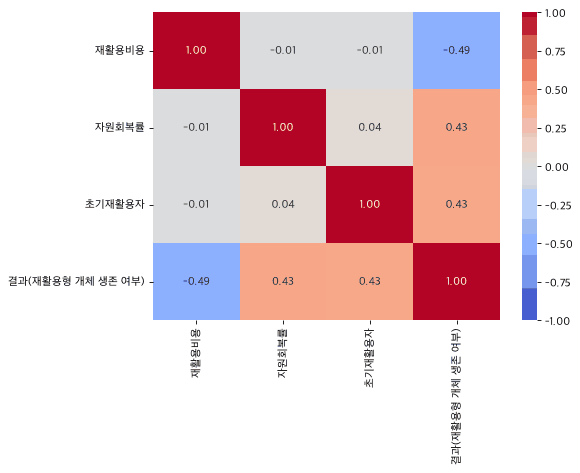 재활용비용 1.00 -0.01 -0.01 -0.49
자원회복률 -0.01 1.00 0.04 0.43
초기재활용자 -0.01 0.04 1.00 0.43
결과(재활용형 개체 생존 여부) -0.49 0.43 0.43 1.00
재활용비용
자원회복률
초기재활용자
결과(재활용형 개체 생존 여부)
1.00
0.75
0.50
0.25
0.00
-0.25
-0.50
-0.75
-1.00